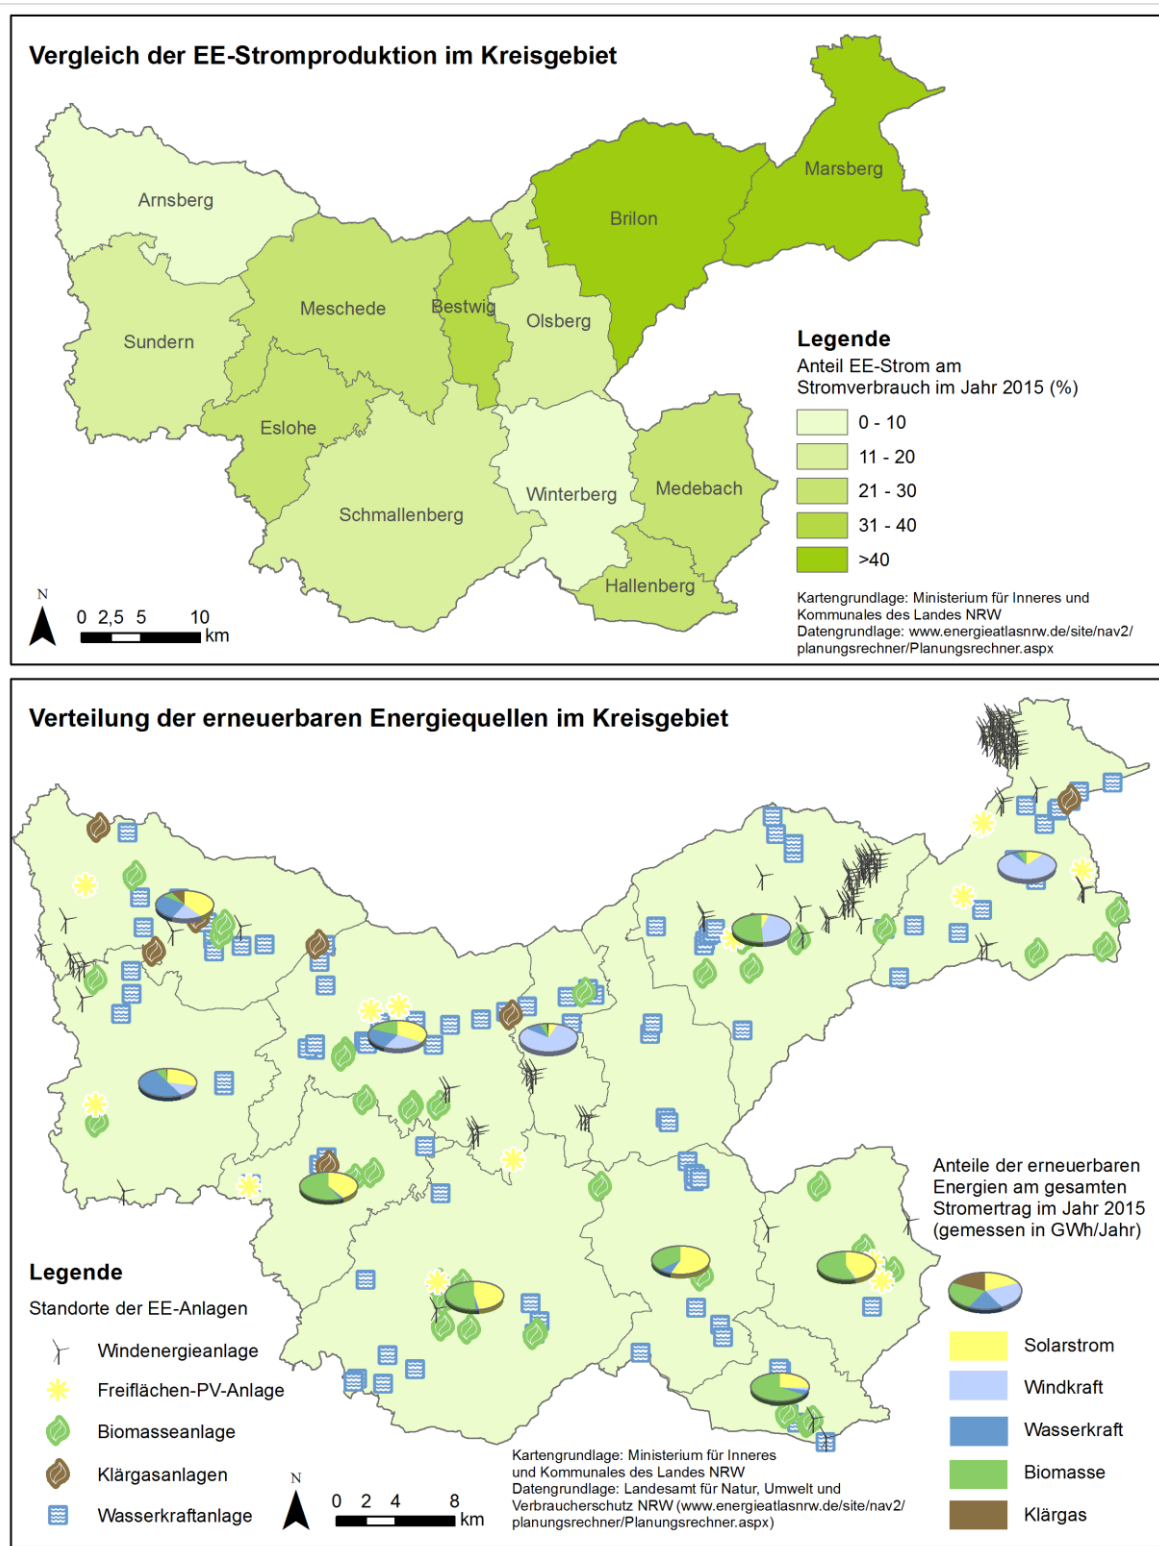 Vergleich der EE-Stromproduktion im Kreisgebiet
Marsberg
Arnsberg
Brilon
Meschede
Bestwig
Olsberg
Sundern
Eslohe
Schmallenberg
Winterberg
Medebach
Hallenberg
Legende
Anteil EE-Strom am
Stromverbrauch im Jahr 2015 (%)
0 - 10
11 - 20
21 - 30
31 - 40
>40
N
0 2,5 5 10
km
Kartengrundlage: Ministerium für Inneres und
Kommunales des Landes NRW
Datengrundlage: www.energieatlasnrw.de/site/nav2/
planungsrechner/Planungsrechner.aspx
Verteilung der erneuerbaren Energiequellen im Kreisgebiet
Legende
Standorte der EE-Anlagen
Windenergieanlage
Freiflächen-PV-Anlage
Biomasseanlage
Klärgasanlagen
Wasserkraftanlage
N
0 2 4 8
km
Kartengrundlage: Ministerium für Inneres
und Kommunales des Landes NRW
Datengrundlage: Landesamt für Natur, Umwelt und
Verbraucherschutz NRW (www.energieatlasnrw.de/site/nav2/
planungsrechner/Planungsrechner.aspx)
Anteile der erneuerbaren
Energien am gesamten
Stromertrag im Jahr 2015
(gemessen in GWh/Jahr)
Solarstrom
Windkraft
Wasserkraft
Biomasse
Klärgas